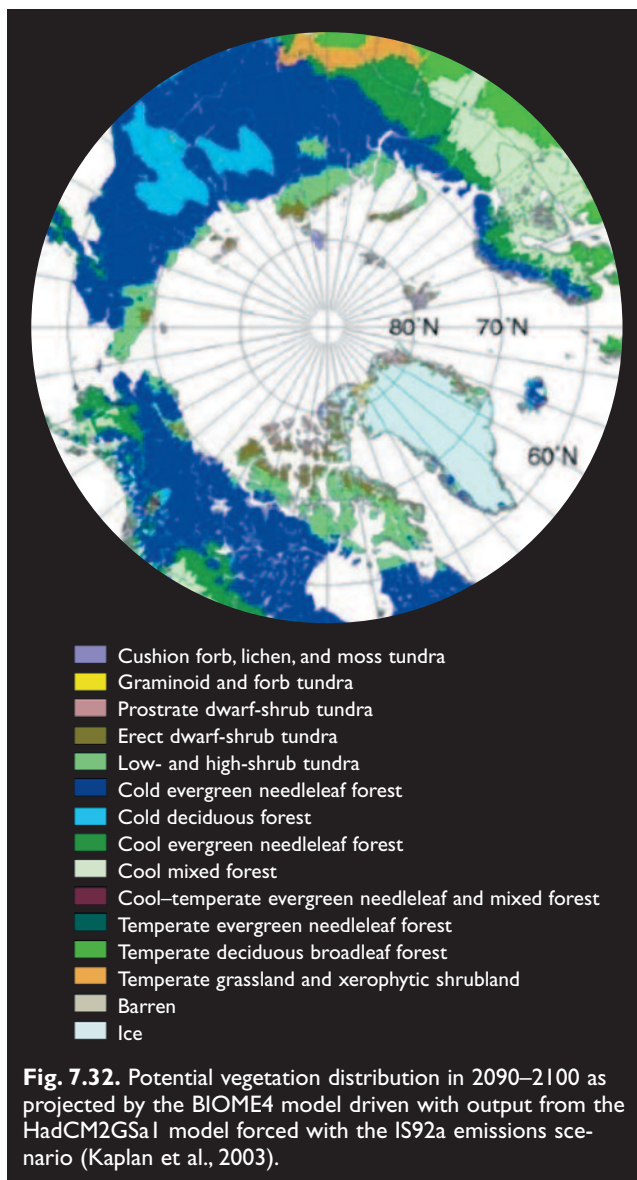 80°N 70°N
60°N
Cushion forb, lichen, and moss tundra
Graminoid and forb tundra
Prostrate dwarf-shrub tundra
Erect dwarf-shrub tundra
Low- and high-shrub tundra
Cold evergreen needleleaf forest
Cold deciduous forest
Cool evergreen needleleaf forest
Cool mixed forest
Cool–temperate evergreen needleleaf and mixed forest
Temperate evergreen needleleaf forest
Temperate deciduous broadleaf forest
Temperate grassland and xerophytic shrubland
Barren
Ice
Fig. 7.32. Potential vegetation distribution in 2090–2100 as
projected by the BIOME4 model driven with output from the
HadCM2GSa1 model forced with the IS92a emissions sce-
nario (Kaplan et al., 2003).